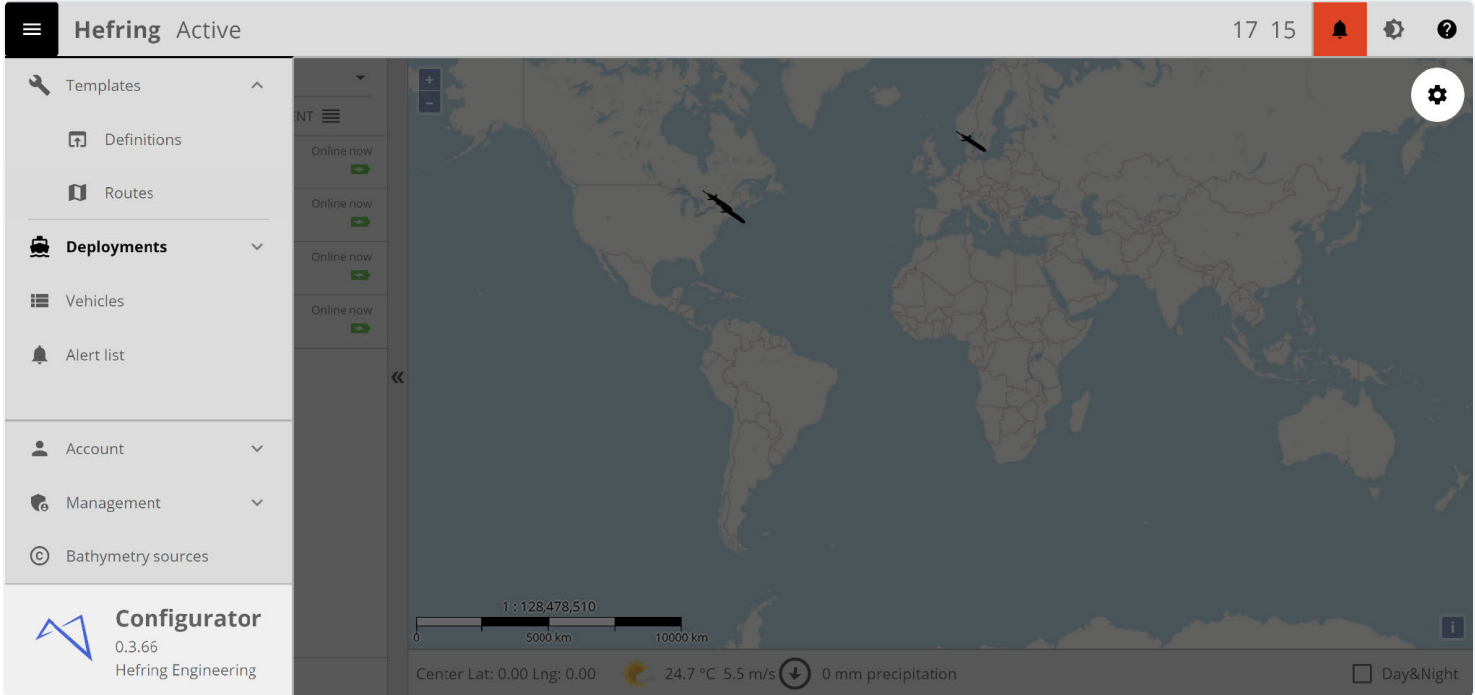 Hefring Active
17 15
Templates
Definitions
Routes
Deployments
Vehicles
Alert list
Account
Management
Bathymetry sources
Configurator
0.3.66
Hefring Engineering
NT
Online now
Online now
Online now
Online now
+
-
«
1 : 128,478,510
0 5000 km 10000 km
i
Center Lat: 0.00 Lng: 0.00 24.7 °C 5.5 m/s 0 mm precipitation Day&Night